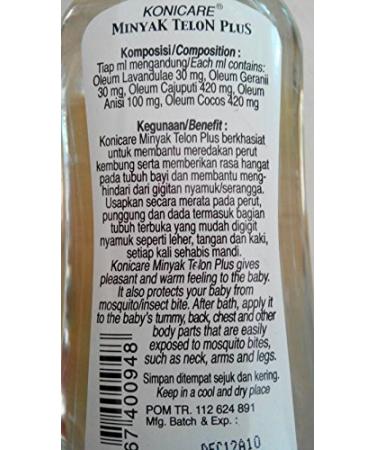 KONICARE®
MINYAK TELON PLUS
Komposisi/Composition :
Tiap ml mengandung/Each ml contains:
Oleum Lavandulae 30 mg, Oleum Geranii
30 mg, Oleum Cajuputi 420 mg, Oleum
Anisi 100 mg, Oleum Cocos 420 mg
Kegunaan/Benefit :
Konicare Minyak Telon Plus berkhasiat
untuk membantu meredakan perut
kembung serta memberikan rasa hangat
pada tubuh bayi dan membantu meng-
hindari dari gigitan nyamuk/serangga.
Usapkan secara merata pada perut,
punggung dan dada termasuk bagian
tubuh terbuka yang mudah digigit
nyamuk seperti leher, tangan dan kaki,
setiap kali sehabis mandi.
Konicare Minyak Telon Plus gives
pleasant and warm feeling to the baby.
It also protects your baby from
mosquito/insect bite. After bath, apply it
to the baby's tummy, back, chest and other
body parts that are easily
exposed to mosquito bites,
such as neck, arms and legs.
Simpan ditempat sejuk dan kering.
Keep in a cool and dry place
POM TR. 112 624 891
Mfg. Batch & Exp. :
DEC12A10
67400948